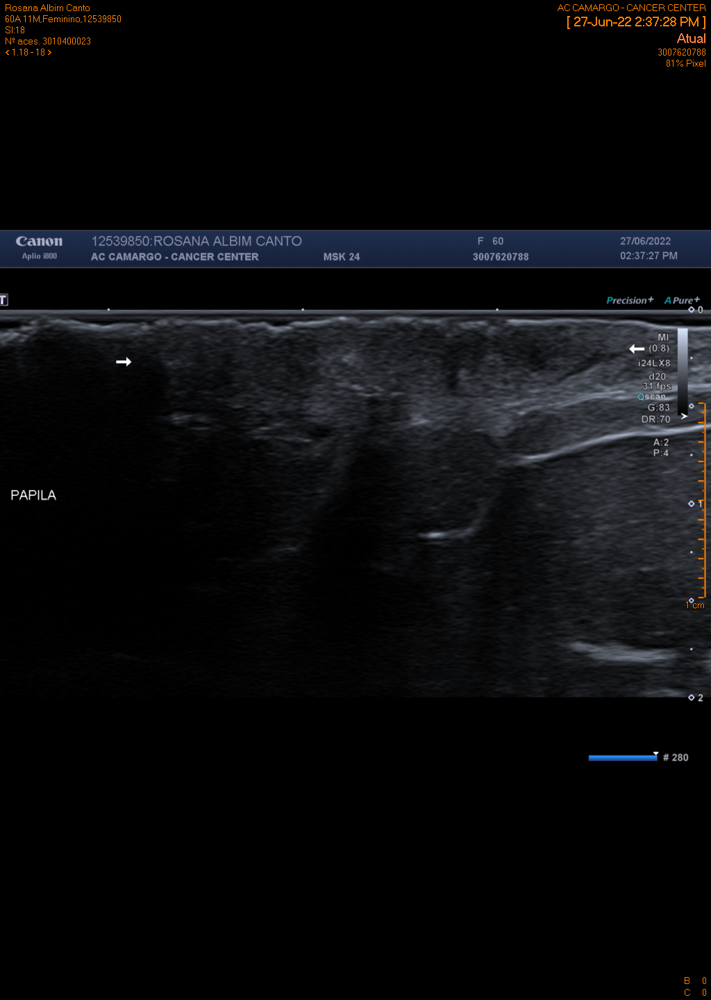 Rosana Albim Canto
60A 11M,Feminino,12539850
SI:18
Nº aces. 3010400023
< 1.18 - 18 >
AC CAMARGO - CANCER CENTER
[ 27-Jun-22 2:37:28 PM ]
Atual
3007620788
81% Pixel
Canon 12539850:ROSANA ALBIM CANTO F 60 27/06/2022
Aplio i800 AC CAMARGO - CANCER CENTER MSK 24 3007620788 02:37:27 PM
T
Precision+ A Pure+
0
MI
(0.8)
i24LX8
d20
31 fps
Qscan
G:83
DR:70
A:2
P:4
PAPILA
1
1 cm
2
# 280
B 0
C 0